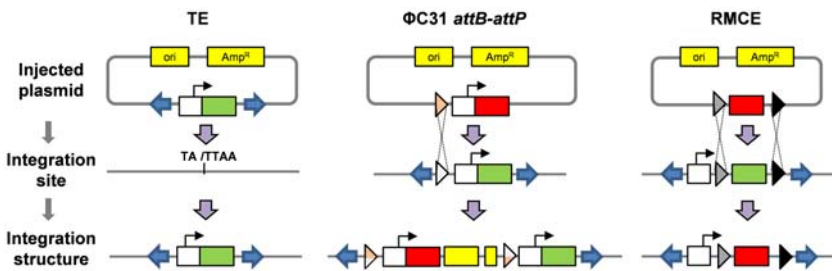 TE
ΦC31 attB-attP
RMCE
Injected plasmid
ori
Amp^R
ori
Amp^R
ori
Amp^R
Integration site
TA /TTAA
Integration structure